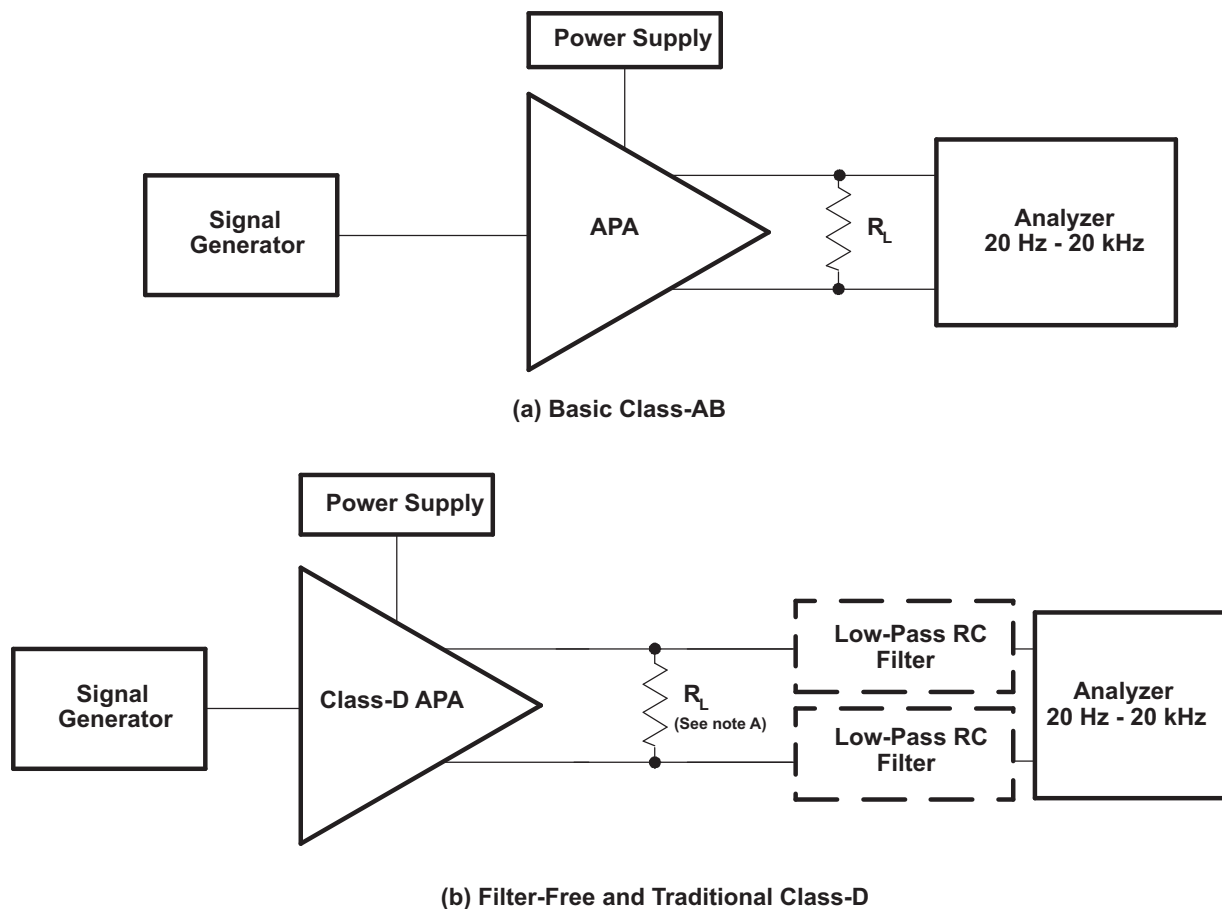 Power Supply
Signal
Generator
APA
R_L
Analyzer
20 Hz - 20 kHz
(a) Basic Class-AB
Power Supply
Signal
Generator
Class-D APA
R_L
(See note A)
Low-Pass RC
Filter
Low-Pass RC
Filter
Analyzer
20 Hz - 20 kHz
(b) Filter-Free and Traditional Class-D